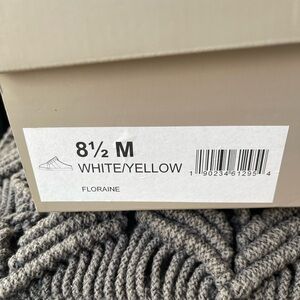 8½ M
WHITE/YELLOW
1 90234 61295 4
FLORAINE